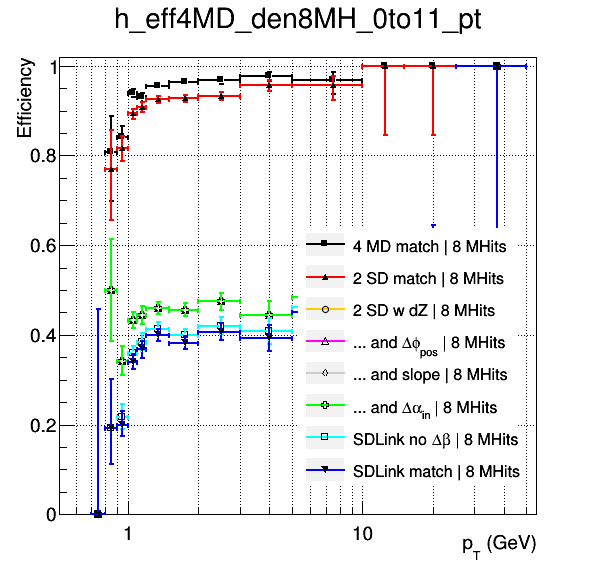 h_eff4MD_den8MH_0to11_pt
Efficiency
1
0.8
0.6
0.4
0.2
0
4 MD match | 8 MHits
2 SD match | 8 MHits
2 SD w dZ | 8 MHits
... and Δϕpos | 8 MHits
... and slope | 8 MHits
... and Δαin | 8 MHits
SDLink no Δβ | 8 MHits
SDLink match | 8 MHits
1 10
pT (GeV)